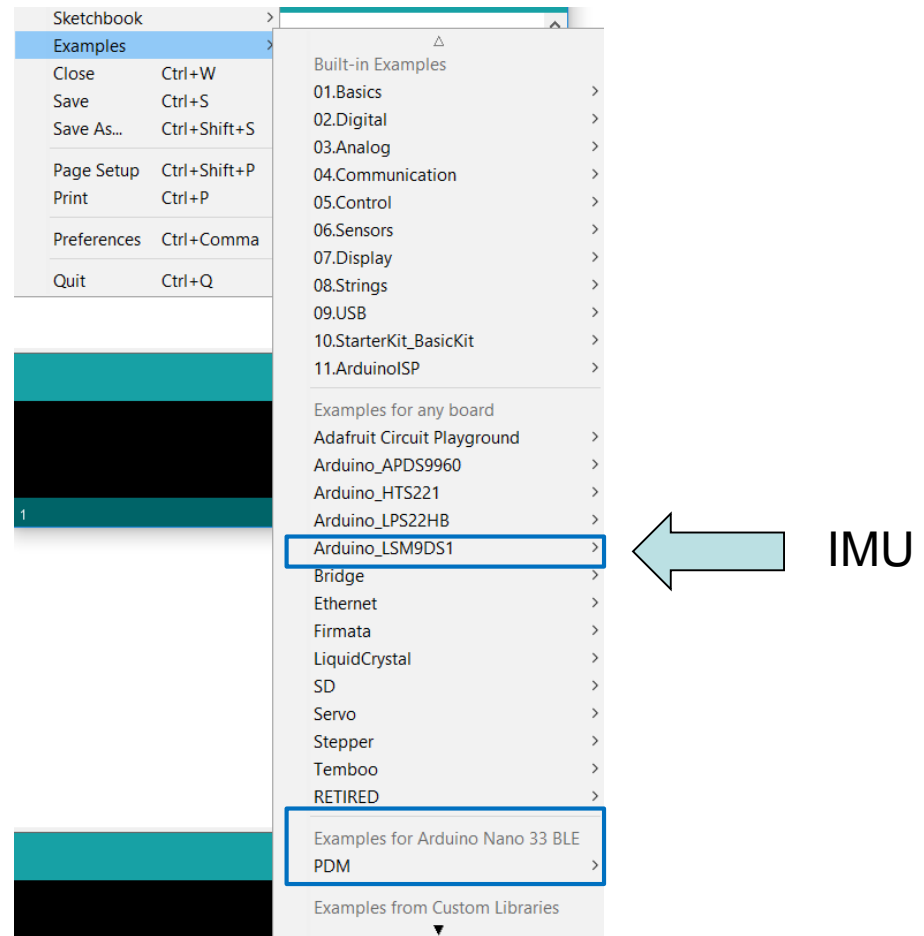 Sketchbook
Examples
Close Ctrl+W
Save Ctrl+S
Save As... Ctrl+Shift+S
Page Setup Ctrl+Shift+P
Print Ctrl+P
Preferences Ctrl+Comma
Quit Ctrl+Q
1
Built-in Examples
01.Basics
02.Digital
03.Analog
04.Communication
05.Control
06.Sensors
07.Display
08.Strings
09.USB
10.StarterKit_BasicKit
11.ArduinoISP
Examples for any board
Adafruit Circuit Playground
Arduino_APDS9960
Arduino_HTS221
Arduino_LPS22HB
Arduino_LSM9DS1
Bridge
Ethernet
Firmata
LiquidCrystal
SD
Servo
Stepper
Temboo
RETIRED
Examples for Arduino Nano 33 BLE
PDM
Examples from Custom Libraries
IMU